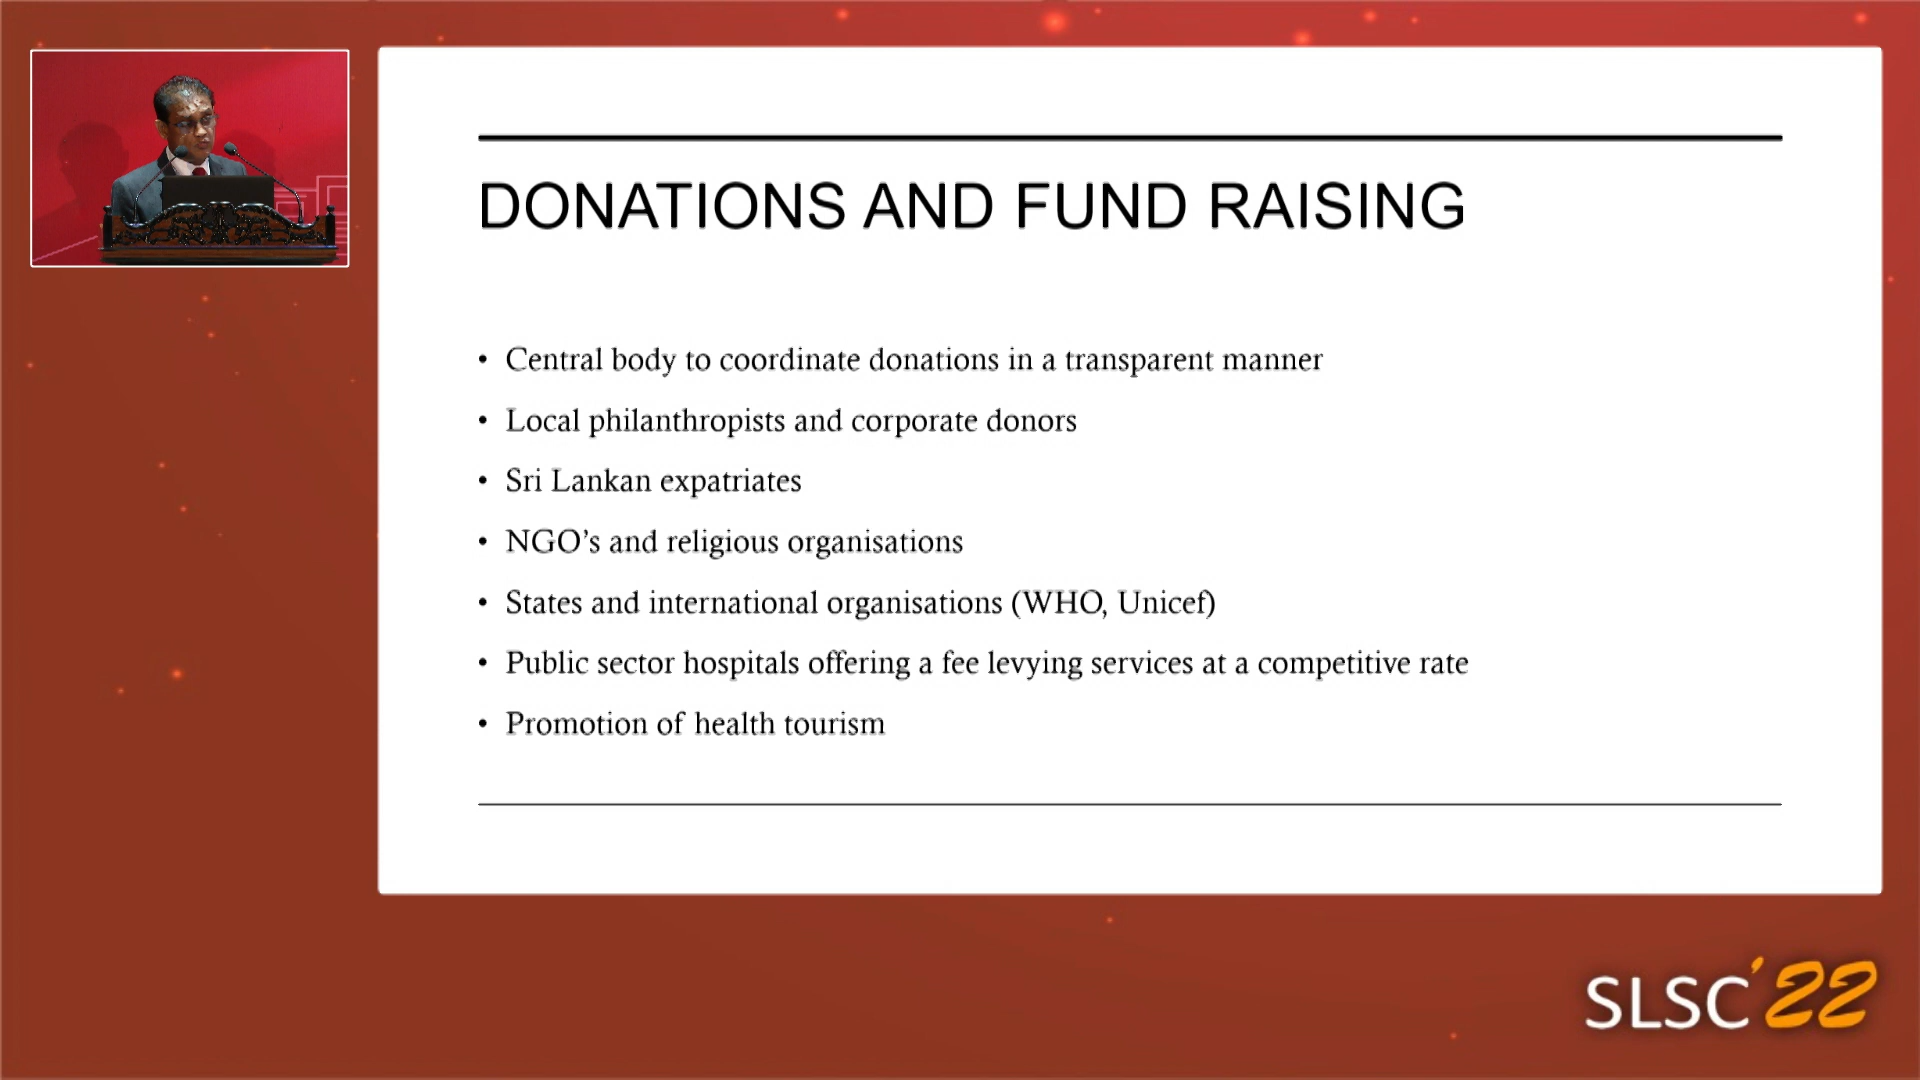 DONATIONS AND FUND RAISING
• Central body to coordinate donations in a transparent manner
• Local philanthropists and corporate donors
• Sri Lankan expatriates
• NGO’s and religious organisations
• States and international organisations (WHO, Unicef)
• Public sector hospitals offering a fee levying services at a competitive rate
• Promotion of health tourism
SLSC’22